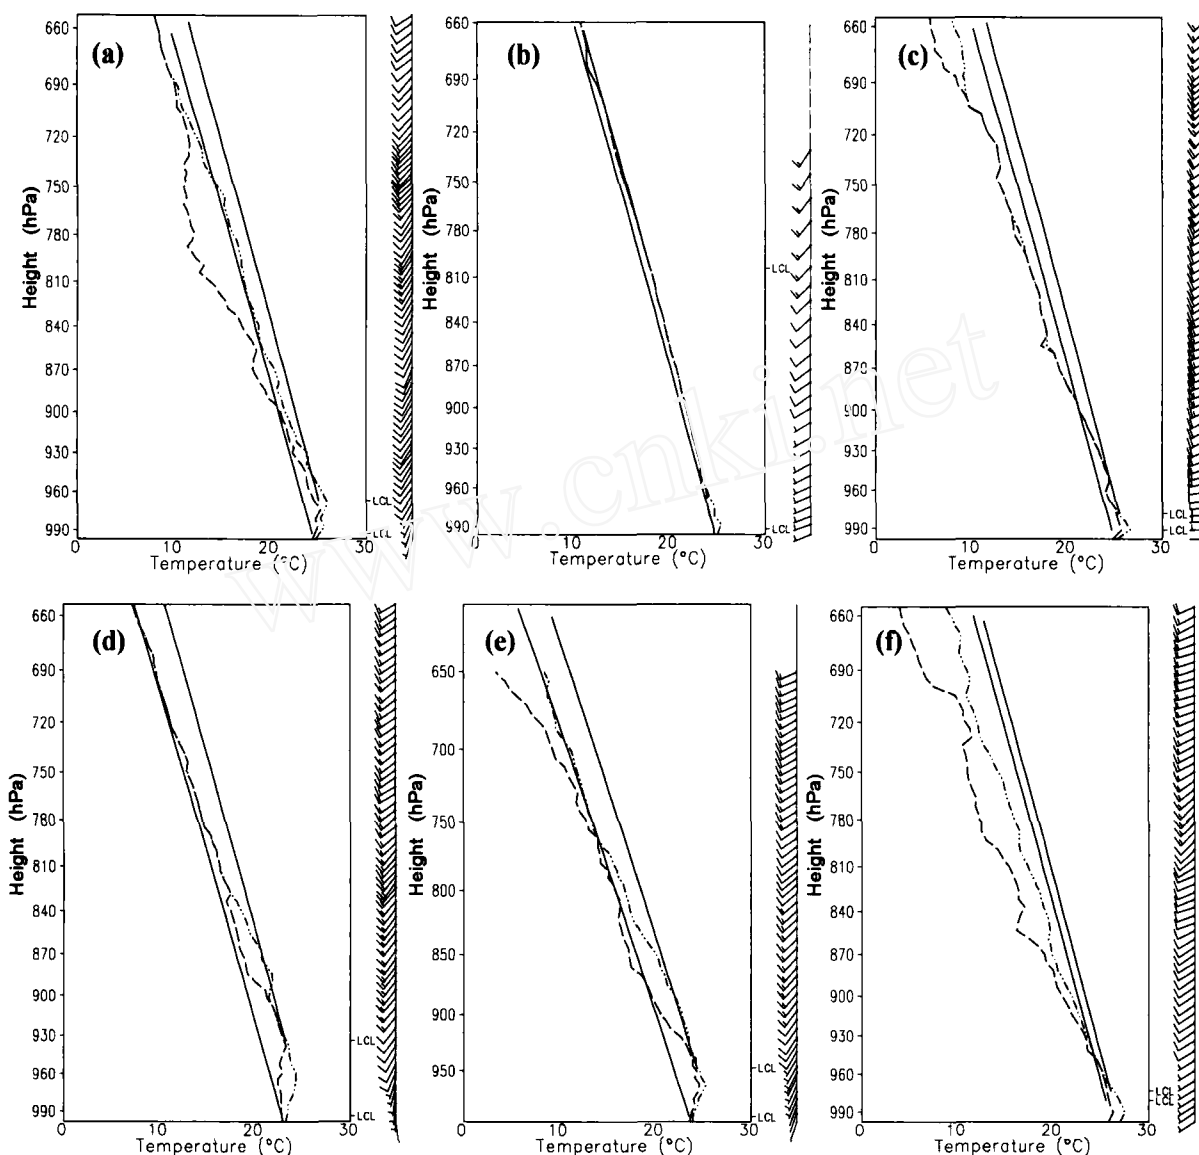 (a)
660
690
720
750
780
810
840
870
900
930
960
990
Height (hPa)
0
10
20
30
Temperature (°C)
LCL
LCL
(b)
660
690
720
750
780
810
840
870
900
930
960
990
Height (hPa)
0
10
20
30
Temperature (°C)
LCL
LCL
(c)
660
690
720
750
780
810
840
870
900
930
960
990
Height (hPa)
0
10
20
30
Temperature (°C)
LCL
LCL
www.cnki.net
(d)
660
690
720
750
780
810
840
870
900
930
960
990
Height (hPa)
0
10
20
30
Temperature (°C)
LCL
LCL
(e)
650
700
750
800
850
900
950
Height (hPa)
0
10
20
30
Temperature (°C)
LCL
LCL
(f)
660
690
720
750
780
810
840
870
900
930
960
990
Height (hPa)
0
10
20
30
Temperature (°C)
LCL
LCL